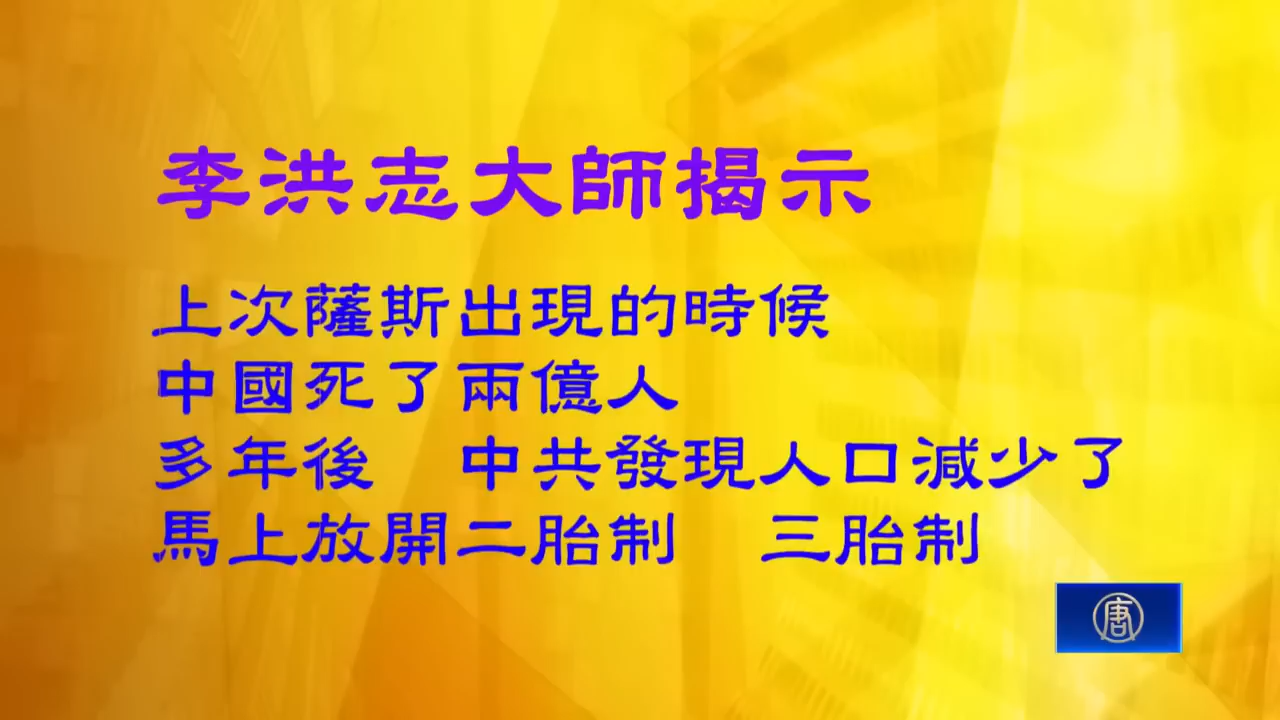 李洪志大師揭示
上次薩斯出現的時候
中國死了兩億人
多年後　中共發現人口減少了
馬上放開二胎制　三胎制
唐